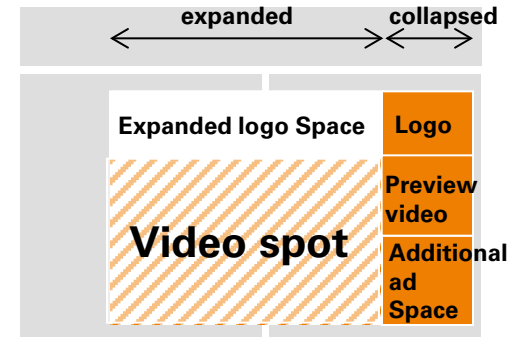 expanded collapsed
Expanded logo Space Logo
Preview
video
Video spot
Additional
ad
Space